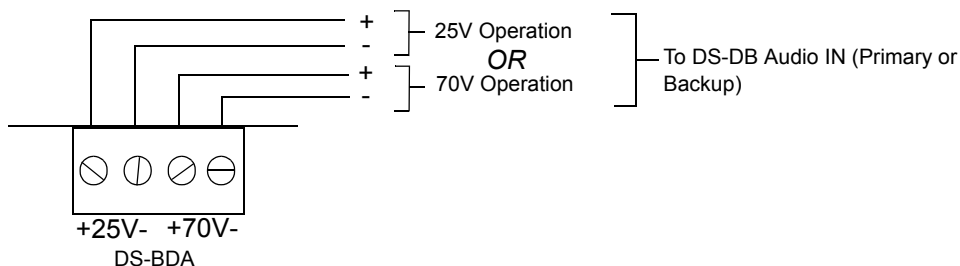 +
25V Operation
-
OR
+
70V Operation
-
To DS-DB Audio IN (Primary or
Backup)
+25V- +70V-
DS-BDA